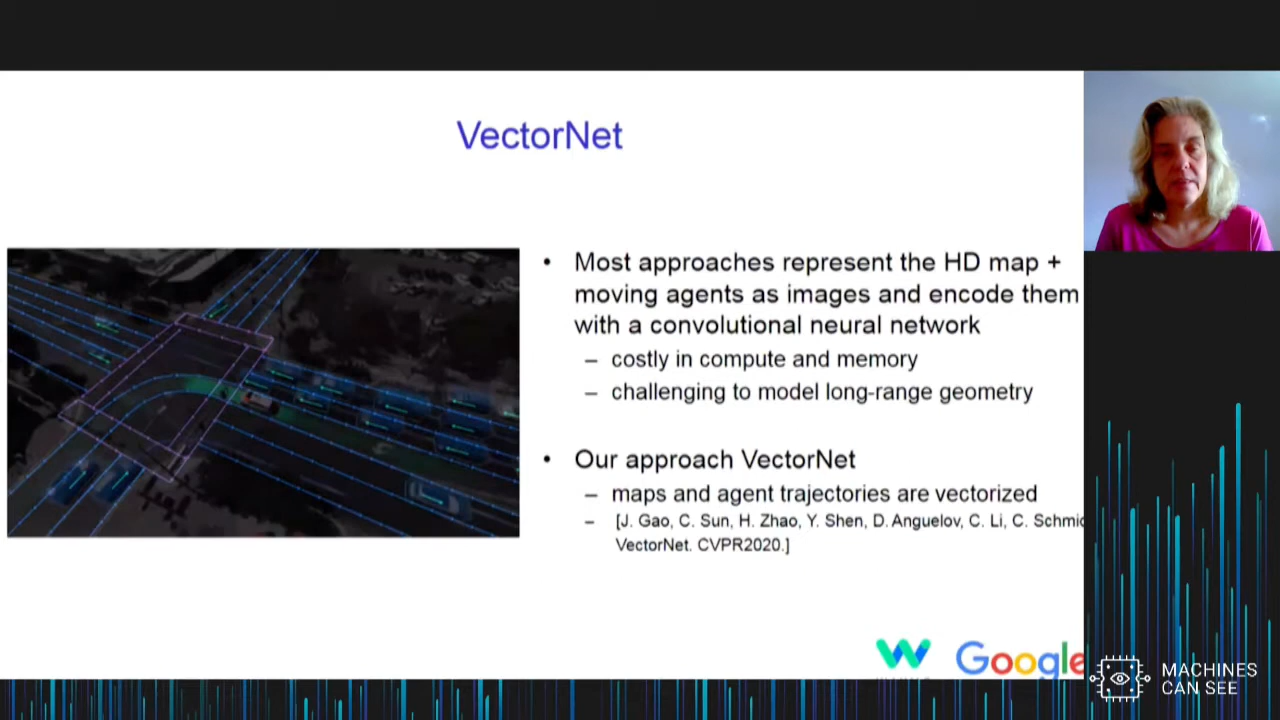 VectorNet
• Most approaches represent the HD map +
moving agents as images and encode them
with a convolutional neural network
– costly in compute and memory
– challenging to model long-range geometry
• Our approach VectorNet
– maps and agent trajectories are vectorized
– [J. Gao, C. Sun, H. Zhao, Y. Shen, D. Anguelov, C. Li, C. Schmid
VectorNet. CVPR2020.]
Google
MACHINES
CAN SEE